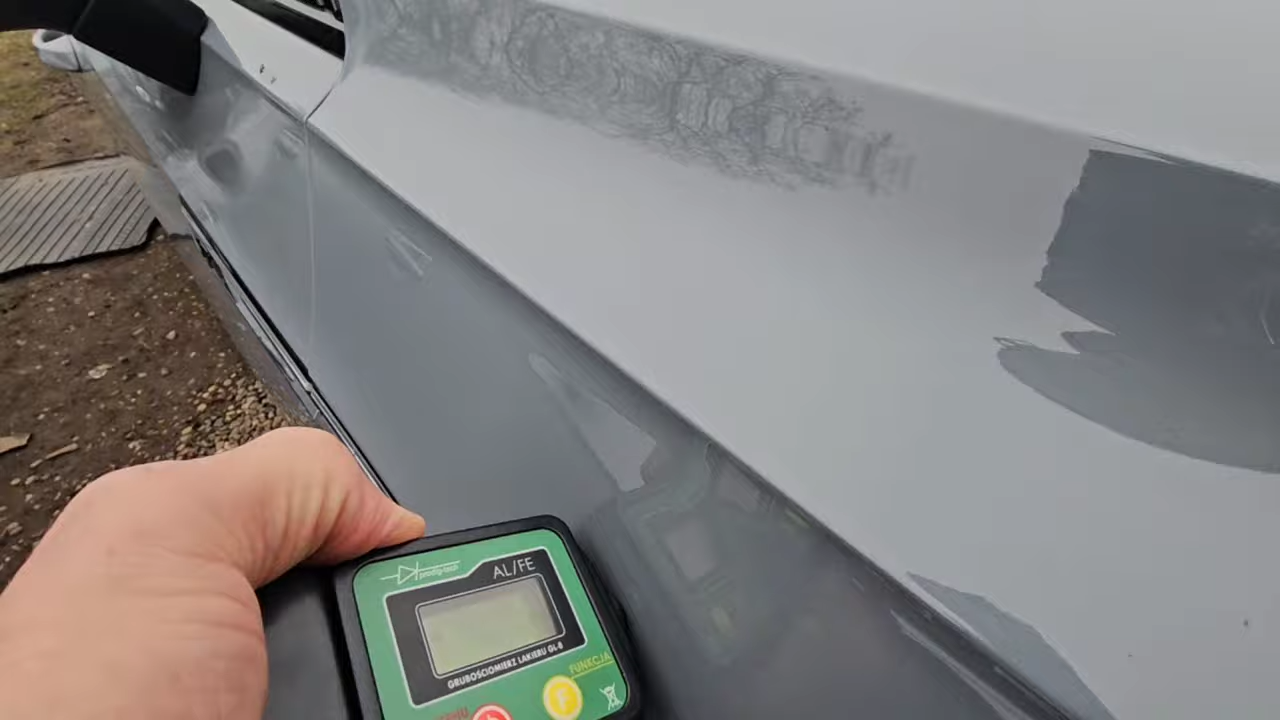 prodig-tech
AL/FE
GRUBOŚCIOMIERZ LAKIERU GL-8
FUNKCJA
F